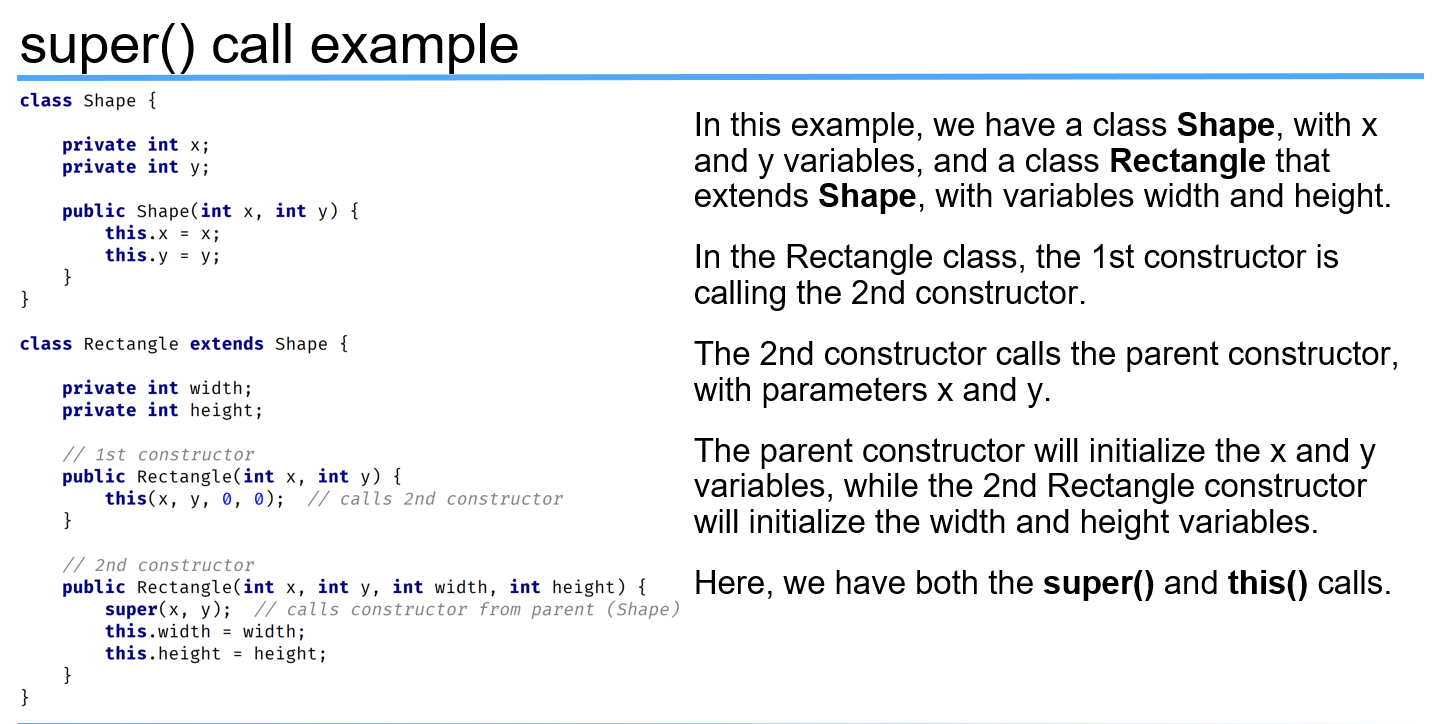 super() call example
class Shape {
private int x;
private int y;
public Shape(int x, int y) {
this.x = x;
this.y = y;
}
}
class Rectangle extends Shape {
private int width;
private int height;
// 1st constructor
public Rectangle(int x, int y) {
this(x, y, 0, 0);  // calls 2nd constructor
}
// 2nd constructor
public Rectangle(int x, int y, int width, int height) {
super(x, y);  // calls constructor from parent (Shape)
this.width = width;
this.height = height;
}
}
In this example, we have a class Shape, with x
and y variables, and a class Rectangle that
extends Shape, with variables width and height.
In the Rectangle class, the 1st constructor is
calling the 2nd constructor.
The 2nd constructor calls the parent constructor,
with parameters x and y.
The parent constructor will initialize the x and y
variables, while the 2nd Rectangle constructor
will initialize the width and height variables.
Here, we have both the super() and this() calls.